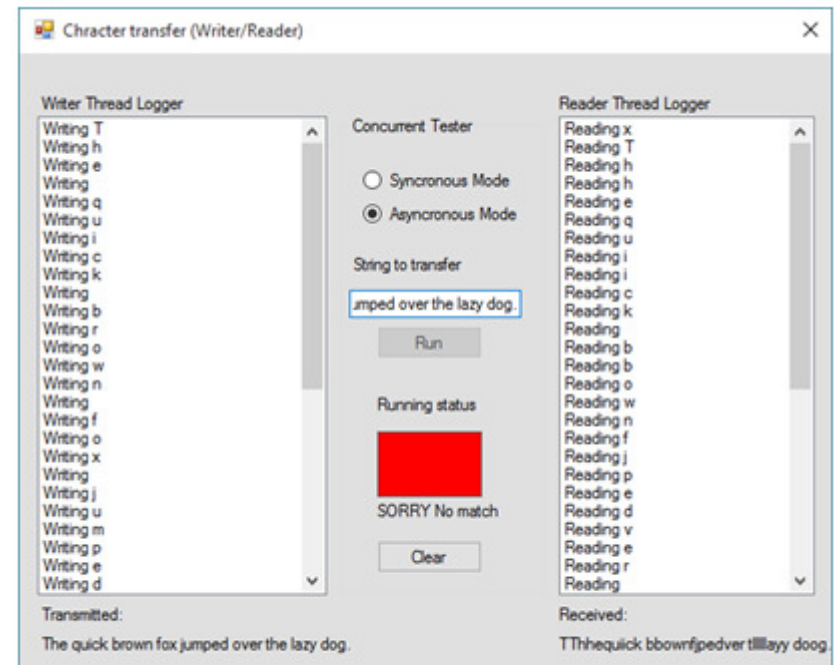 Chracter transfer (Writer/Reader)
Writer Thread Logger
Writing T
Writing h
Writing e
Writing
Writing q
Writing u
Writing i
Writing c
Writing k
Writing
Writing b
Writing r
Writing o
Writing w
Writing n
Writing
Writing f
Writing o
Writing x
Writing
Writing j
Writing u
Writing m
Writing p
Writing e
Writing d
Transmitted:
The quick brown fox jumped over the lazy dog.
Concurrent Tester
Syncronous Mode
Asyncronous Mode
String to transfer
umped over the lazy dog.
Run
Running status
SORRY No match
Clear
Reader Thread Logger
Reading x
Reading T
Reading h
Reading h
Reading e
Reading q
Reading u
Reading i
Reading i
Reading c
Reading k
Reading
Reading b
Reading b
Reading o
Reading w
Reading n
Reading f
Reading j
Reading p
Reading e
Reading d
Reading v
Reading e
Reading r
Reading
Received:
TThhequiick bbownfjpedver doog